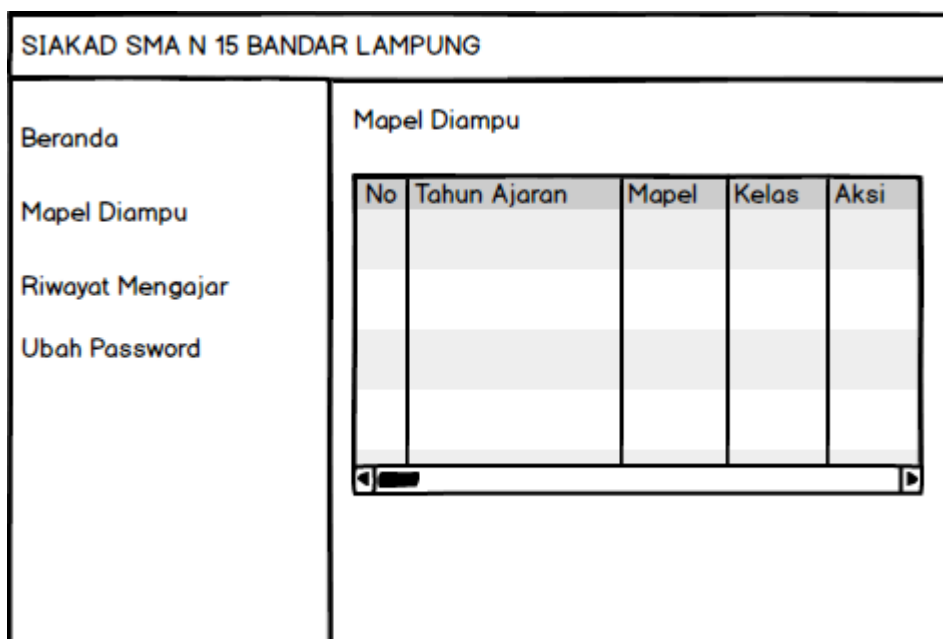 SIAKAD SMA N 15 BANDAR LAMPUNG
Beranda
Mapel Diampu
Riwayat Mengajar
Ubah Password
Mapel Diampu
No Tahun Ajaran Mapel Kelas Aksi